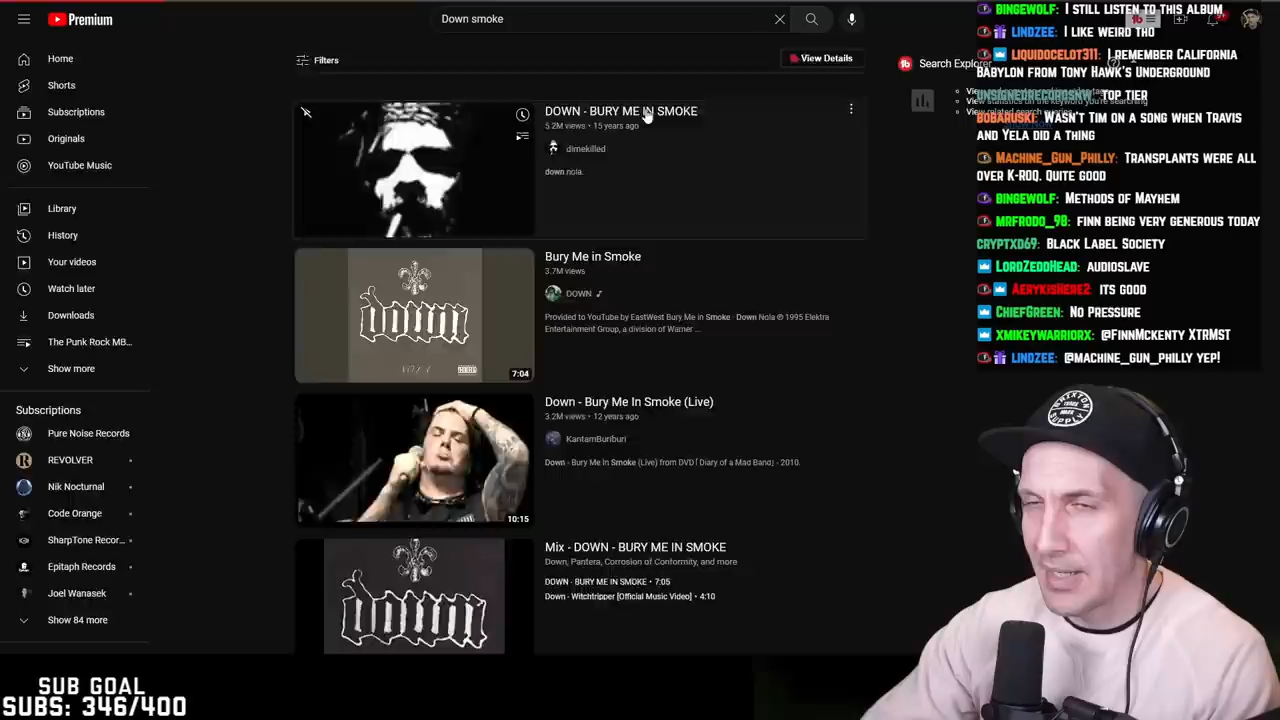 Premium
Down smoke
Home
Shorts
Subscriptions
Originals
YouTube Music
Library
History
Your videos
Watch later
Downloads
The Punk Rock MB...
Show more
Subscriptions
Pure Noise Records
REVOLVER
Nik Nocturnal
Code Orange
SharpTone Recor...
Epitaph Records
Joel Wanasek
Show 84 more
SUB GOAL
SUBS: 346/400
Filters
View Details
DOWN - BURY ME IN SMOKE
5.2M views • 15 years ago
dimekilled
down nola.
Bury Me in Smoke
3.7M views
DOWN
Provided to YouTube by EastWest Bury Me in Smoke · Down Nola ℗ 1995 Elektra
Entertainment Group, a division of Warner ...
down
7:04
Down - Bury Me In Smoke (Live)
3.2M views • 12 years ago
KantamBuriburi
Down - Bury Me In Smoke (Live) from DVD「Diary of a Mad Band」- 2010.
10:15
Mix - DOWN - BURY ME IN SMOKE
Down, Pantera, Corrosion of Conformity, and more
DOWN - BURY ME IN SMOKE • 7:05
Down - Witchtripper [Official Music Video] • 4:10
down
Search Explorer
BINGEWOLF: I STILL LISTEN TO THIS ALBUM
LINDZEE: I LIKE WEIRD THO
LIQUIDOCELOT311: I REMEMBER CALIFORNIA
BABYLON FROM TONY HAWK'S UNDERGROUND
UNSIGNEDRECORDSNW: TOP TIER
BOBARUSKI: WASN'T TIM ON A SONG WHEN TRAVIS
AND YELA DID A THING
MACHINE_GUN_PHILLY: TRANSPLANTS WERE ALL
OVER K-ROQ. QUITE GOOD
BINGEWOLF: METHODS OF MAYHEM
MRFRODO_98: FINN BEING VERY GENEROUS TODAY
CRYPTXD69: BLACK LABEL SOCIETY
LORDZEDDHEAD: AUDIOSLAVE
AERYKISHERE2: ITS GOOD
CHIEFGREEN: NO PRESSURE
XMIKEYWARRIORX: @FINNMCKENTY XTRMST
LINDZEE: @MACHINE_GUN_PHILLY YEP!
BRIXTON
SUPPLY